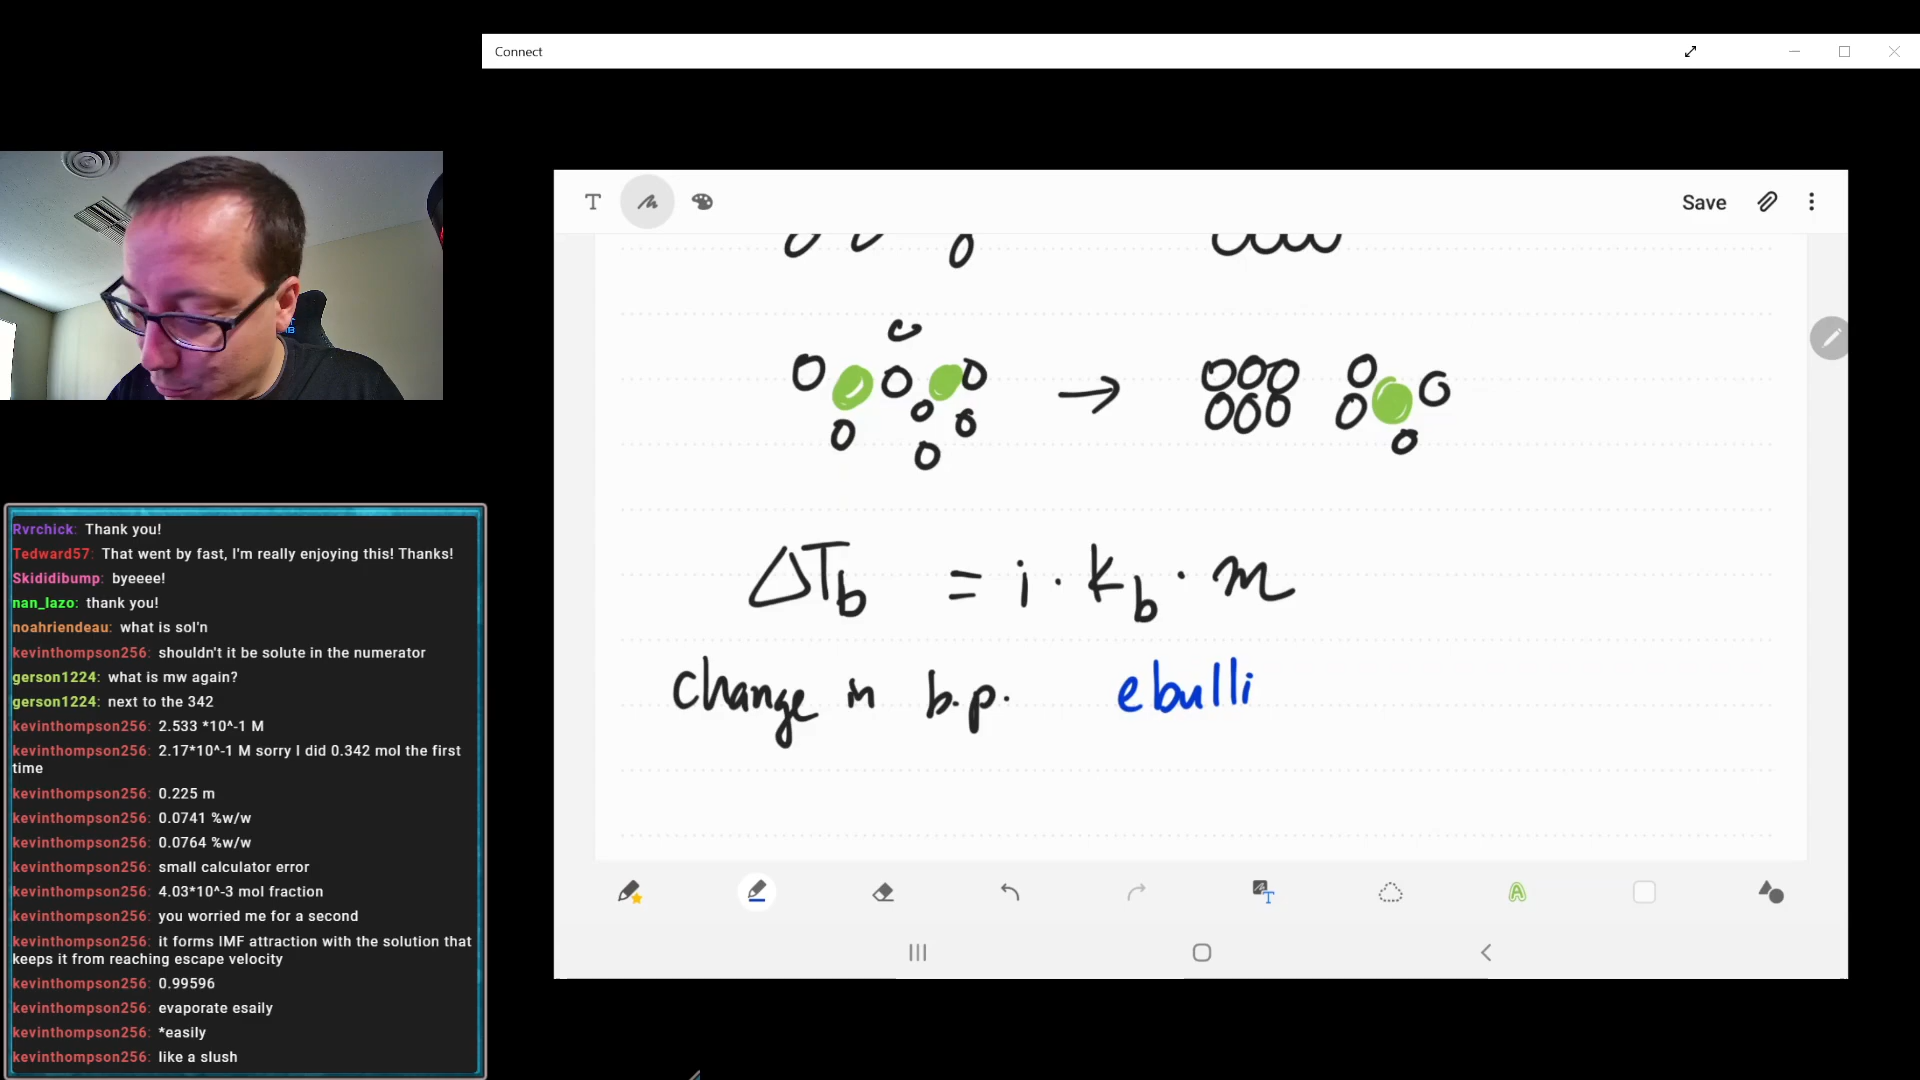 Connect
T
Save
ΔTb = i · kb · m
change in b.p. ebulli
T
A
Rvrchick: Thank you!
Tedward57: That went by fast, I'm really enjoying this! Thanks!
Skididibump: byeeee!
nan_lazo: thank you!
noahriendeau: what is sol'n
kevinthompson256: shouldn't it be solute in the numerator
gerson1224: what is mw again?
gerson1224: next to the 342
kevinthompson256: 2.533 *10^-1 M
kevinthompson256: 2.17*10^-1 M sorry I did 0.342 mol the first
time
kevinthompson256: 0.225 m
kevinthompson256: 0.0741 %w/w
kevinthompson256: 0.0764 %w/w
kevinthompson256: small calculator error
kevinthompson256: 4.03*10^-3 mol fraction
kevinthompson256: you worried me for a second
kevinthompson256: it forms IMF attraction with the solution that
keeps it from reaching escape velocity
kevinthompson256: 0.99596
kevinthompson256: evaporate esaily
kevinthompson256: *easily
kevinthompson256: like a slush